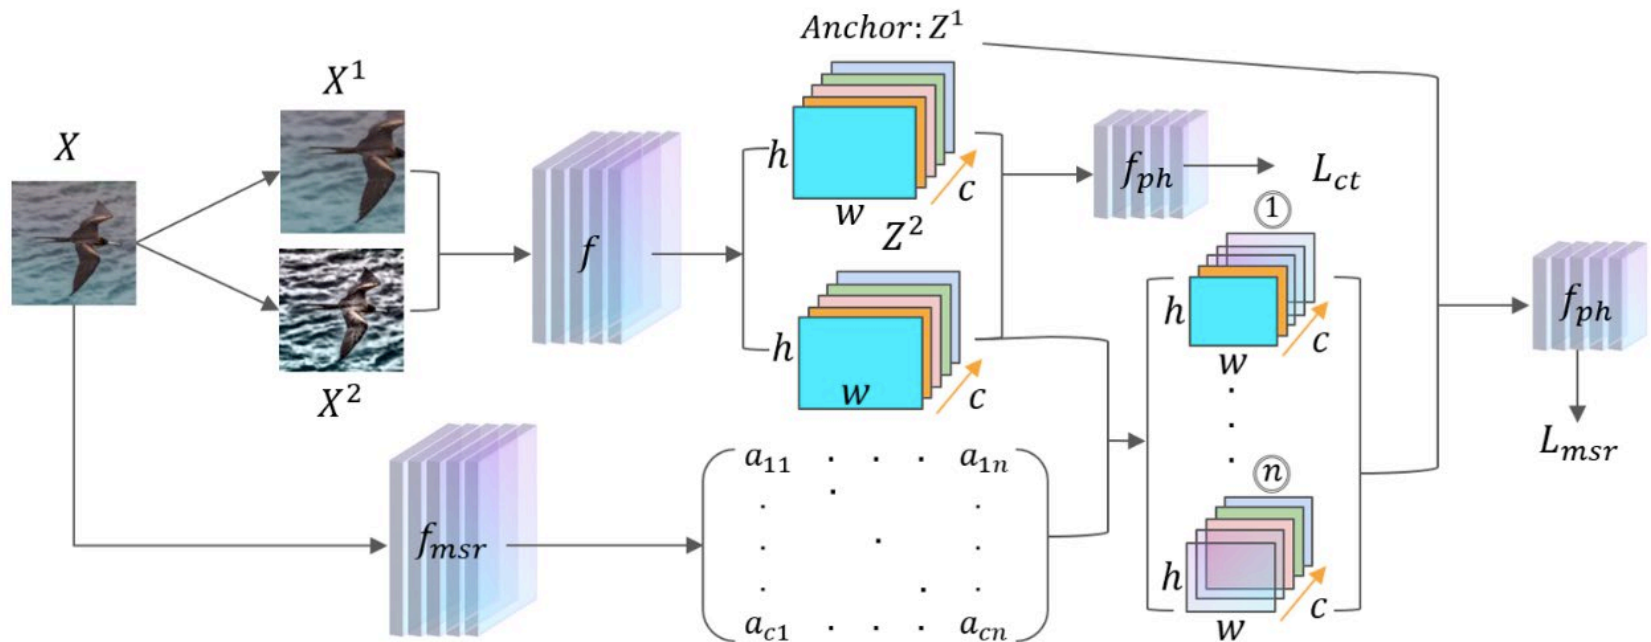 Anchor: Z¹
X¹
X
h
w
c
f_ph
L_ct
f
Z²
①
h
w
c
h
w
c
f_ph
X²
L_msr
a₁₁ · · · a₁ₙ
ⓝ
f_msr
h
w
c
a_c1 · · · a_cn